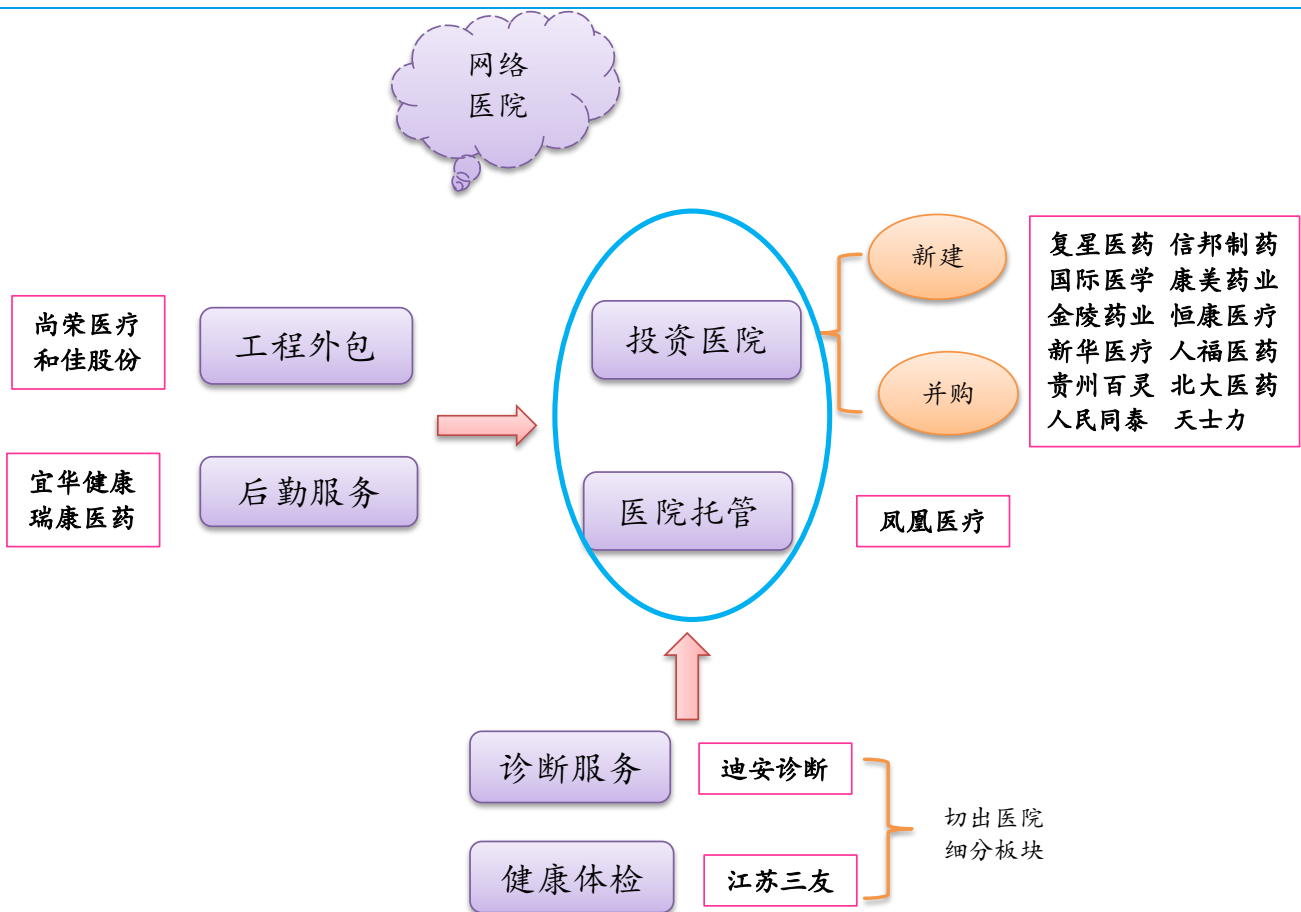 网络
医院
新建
复星医药 信邦制药
国际医学 康美药业
金陵药业 恒康医疗
新华医疗 人福医药
贵州百灵 北大医药
人民同泰 天士力
尚荣医疗
和佳股份
工程外包
投资医院
并购
宜华健康
瑞康医药
后勤服务
医院托管
凤凰医疗
诊断服务
迪安诊断
切出医院
细分板块
健康体检
江苏三友